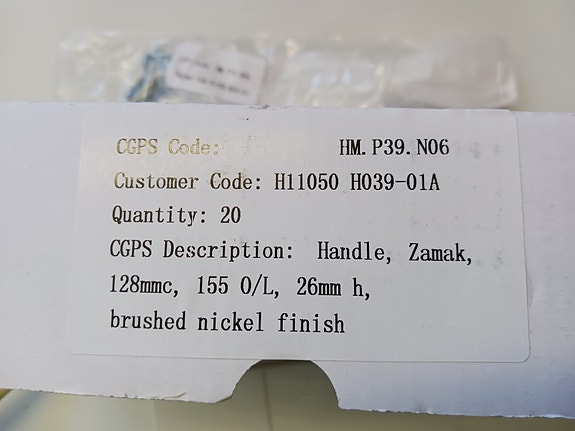 CGPS Code: HM.P39.N06
Customer Code: H11050 H039-01A
Quantity: 20
CGPS Description: Handle, Zamak,
128mmc, 155 O/L, 26mm h,
brushed nickel finish